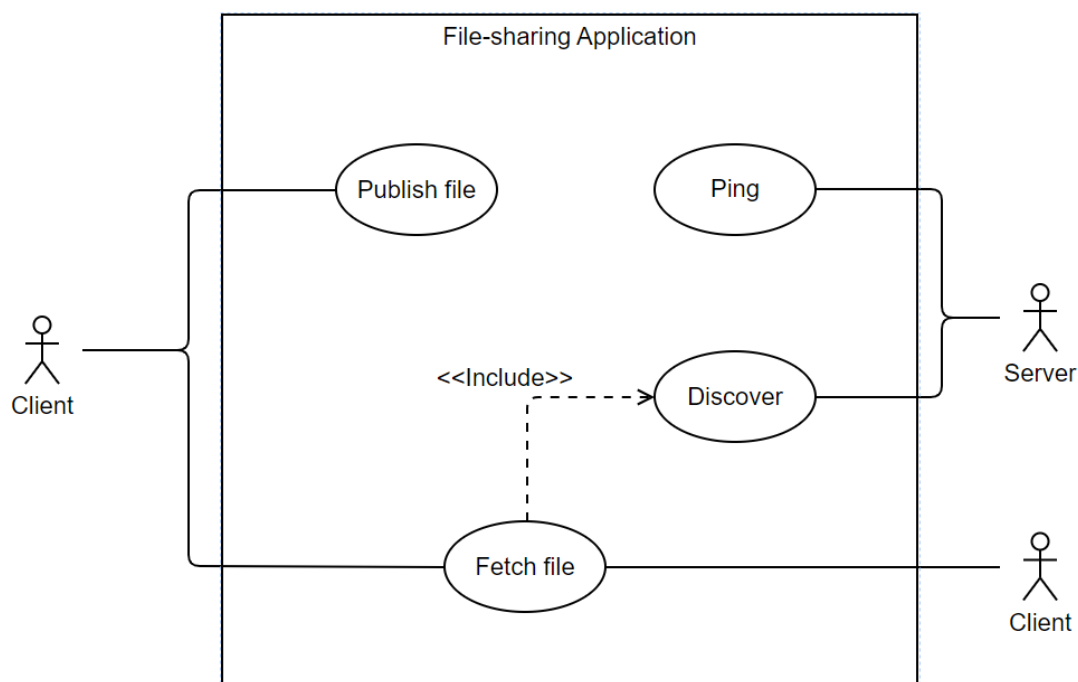 File-sharing Application
Publish file
Ping
Server
<<Include>>
Discover
Client
Fetch file
Client